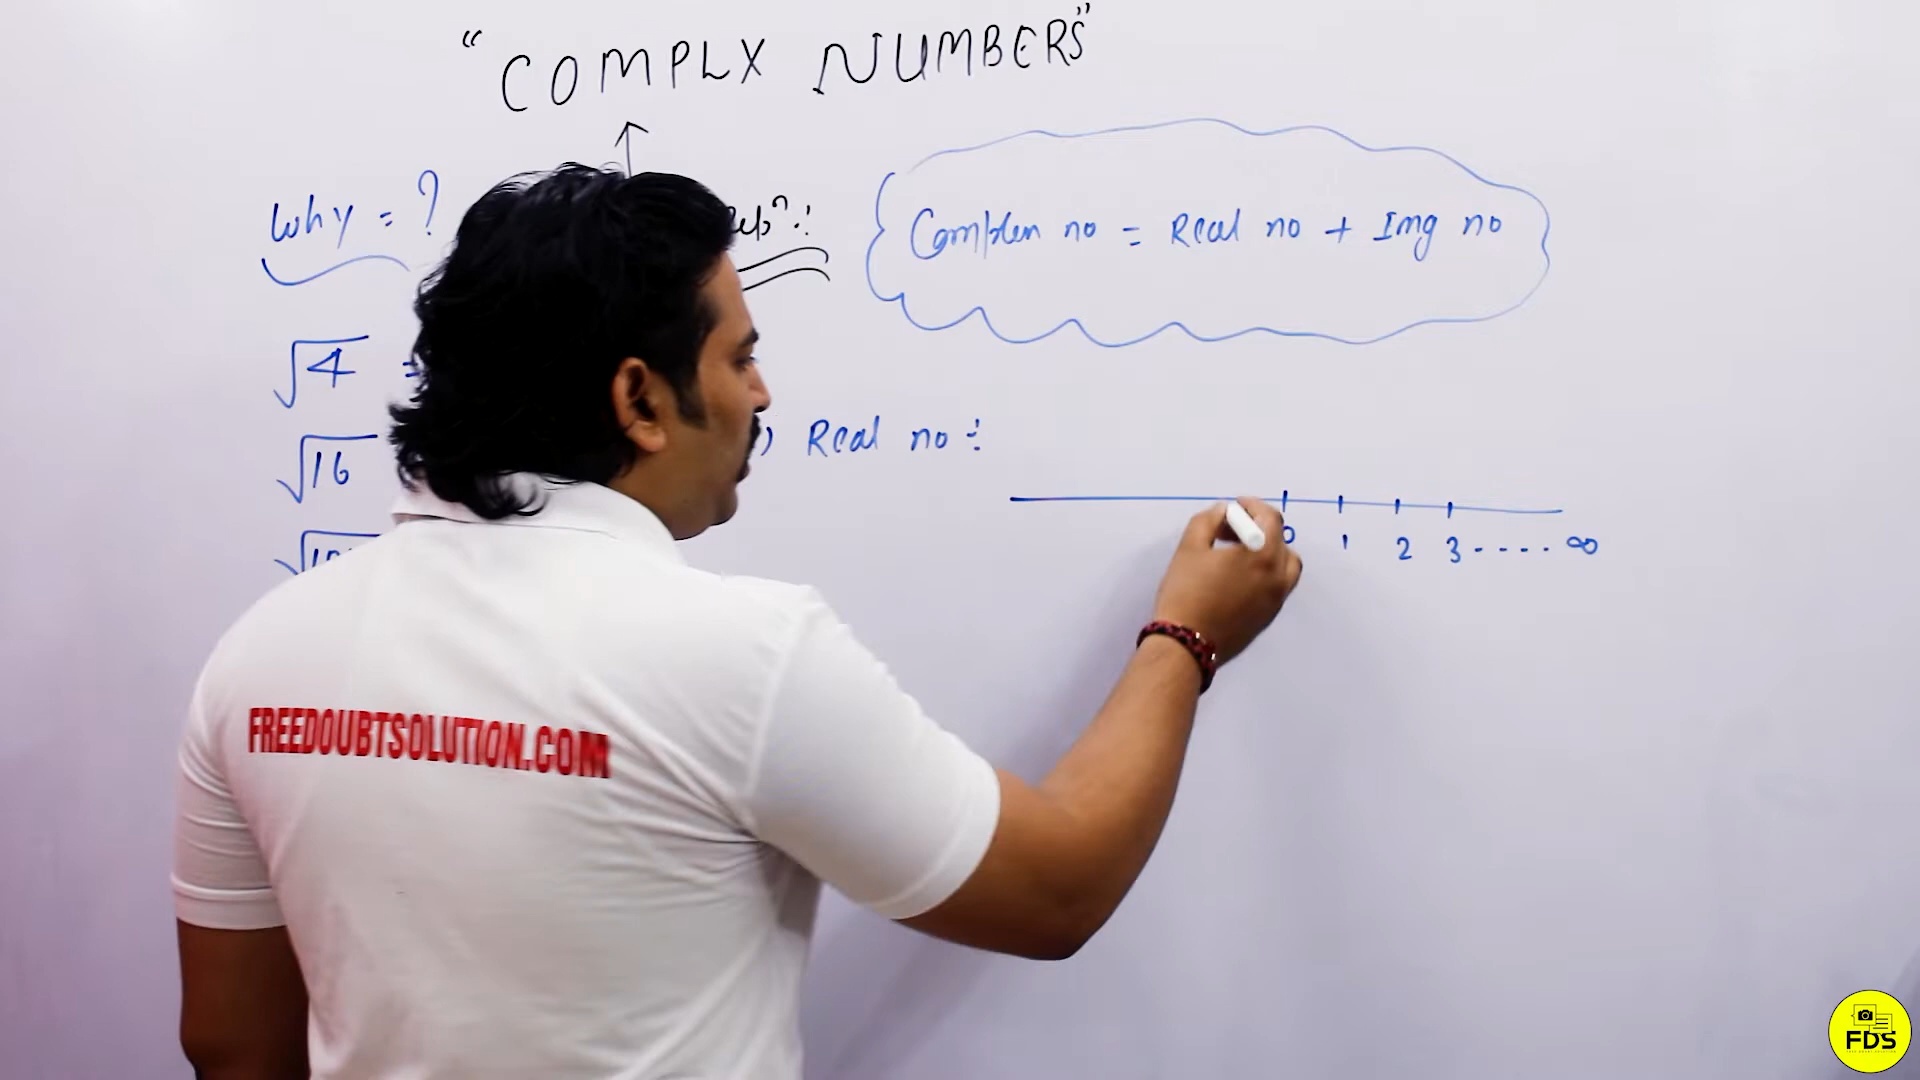 " COMPLX NUMBERS"
Why = ?
Complex no = Real no + Img no
√4 =
√16
Real no ÷
0 1 2 3 - - - - ∞
FREEDOUBTSOLUTION.COM
FDS